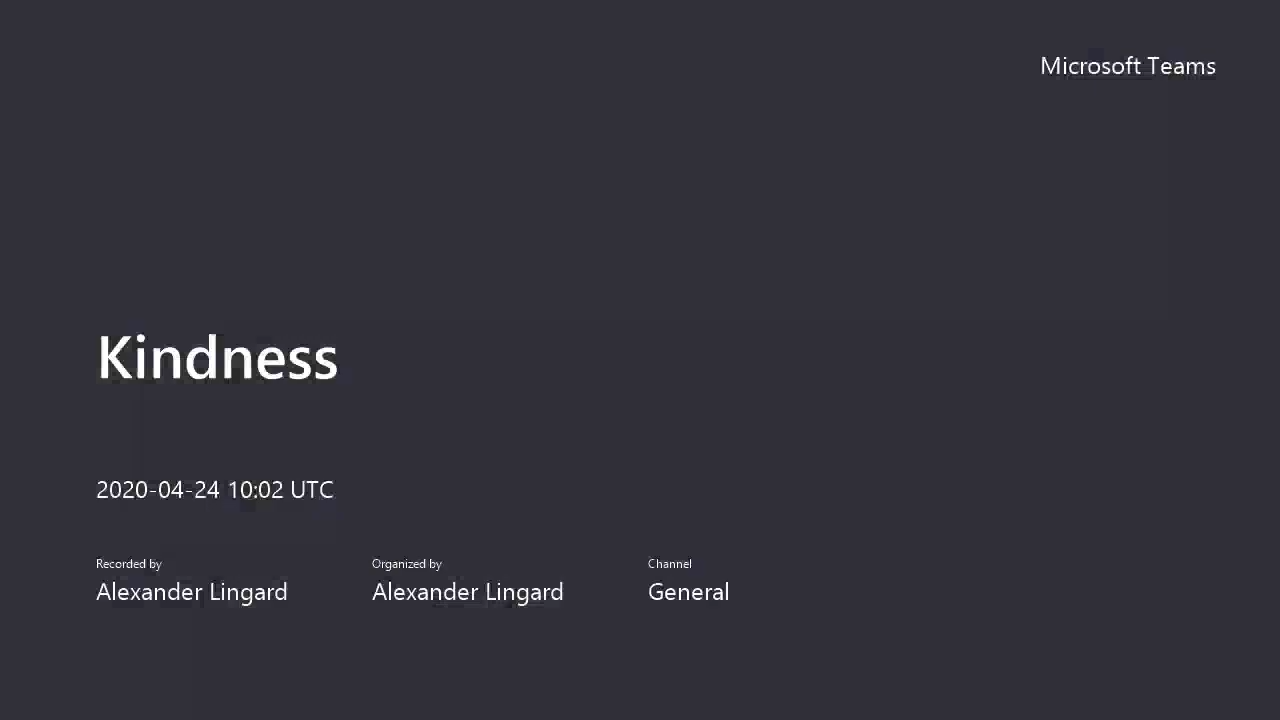 Microsoft Teams
Kindness
2020-04-24 10:02 UTC
Recorded by Organized by Channel
Alexander Lingard Alexander Lingard General